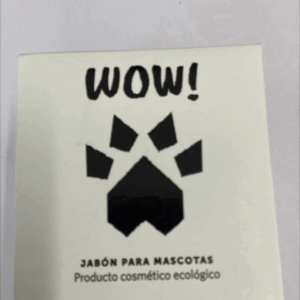 WOW!
JABÓN PARA MASCOTAS
Producto cosmético ecológico